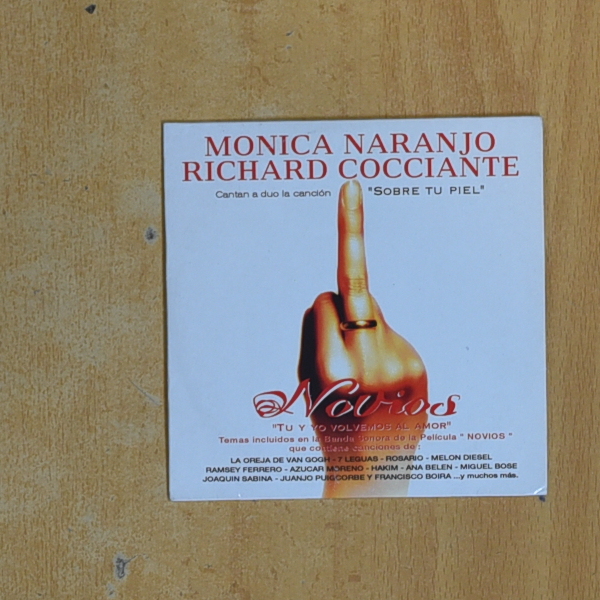 MONICA NARANJO
RICHARD COCCIANTE
Cantan a duo la canción "SOBRE TU PIEL"
Novios
"TU Y YO VOLVEMOS AL AMOR"
Temas incluidos en la Banda Sonora de la Película " NOVIOS "
que contiene canciones de :
LA OREJA DE VAN GOGH - 7 LEGUAS - ROSARIO - MELON DIESEL
RAMSEY FERRERO - AZUCAR MORENO - HAKIM - ANA BELEN - MIGUEL BOSE
JOAQUIN SABINA - JUANJO PUIGCORBE Y FRANCISCO BOIRA ...y muchos más.